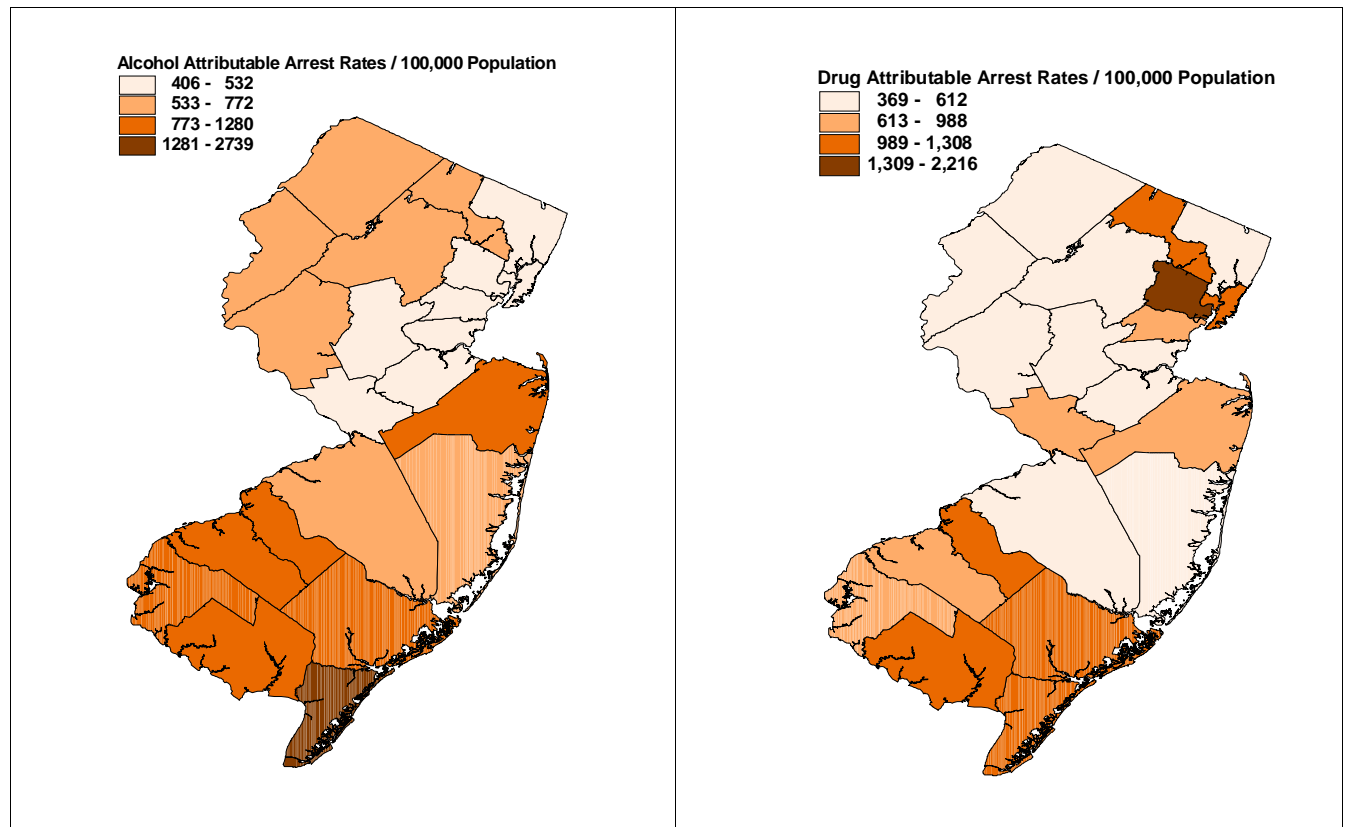 Alcohol Attributable Arrest Rates / 100,000 Population
406 - 532
533 - 772
773 - 1280
1281 - 2739
Drug Attributable Arrest Rates / 100,000 Population
369 - 612
613 - 988
989 - 1,308
1,309 - 2,216